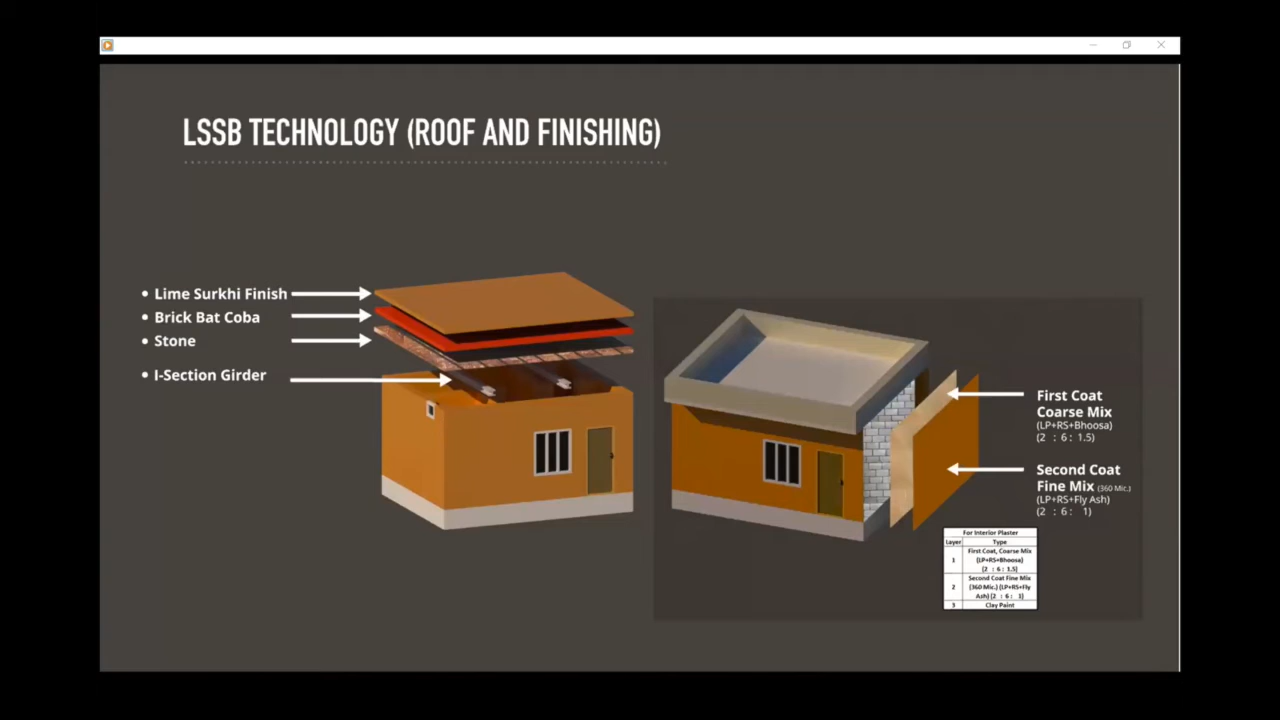 LSSB TECHNOLOGY (ROOF AND FINISHING)
• Lime Surkhi Finish
• Brick Bat Coba
• Stone
• I-Section Girder
First Coat
Coarse Mix
(LP+RS+Bhoosa)
(2 : 6 : 1.5)
Second Coat
Fine Mix (360 Mic.)
(LP+RS+Fly Ash)
(2 : 6 : 1)
For Interior Plaster
Layer Type
1 First Coat, Coarse Mix
(LP+RS+Bhoosa)
(2 : 6 : 1.5)
2 Second Coat Fine Mix
(360 Mic.) (LP+RS+Fly
Ash) (2 : 6 : 1)
3 Clay Paint